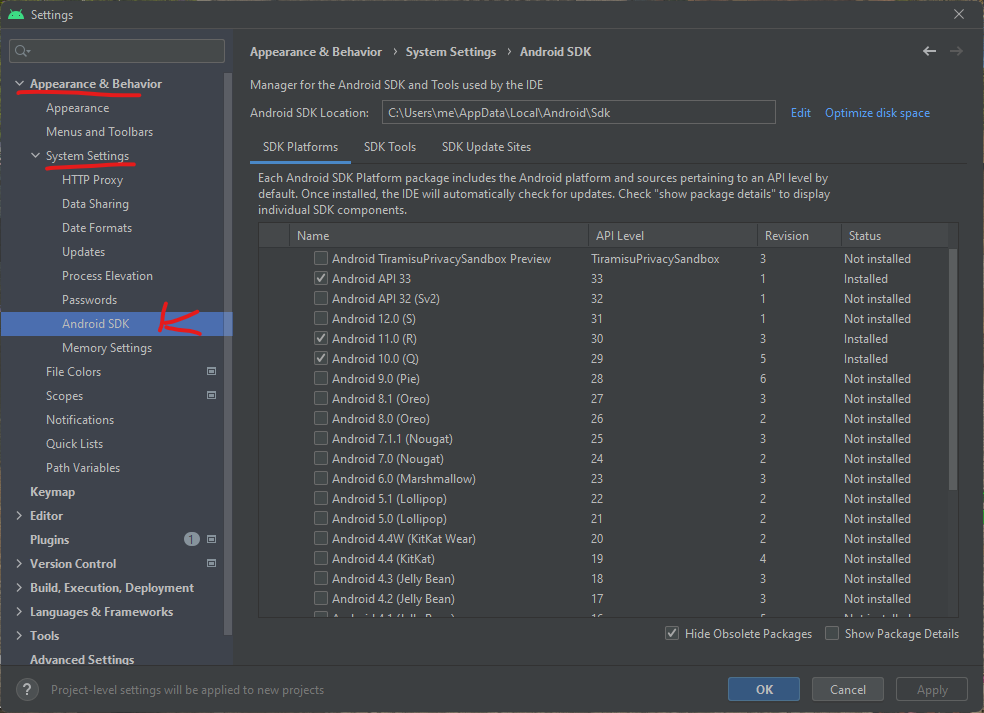 Settings
Appearance & Behavior
Appearance
Menus and Toolbars
System Settings
HTTP Proxy
Data Sharing
Date Formats
Updates
Process Elevation
Passwords
Android SDK
Memory Settings
File Colors
Scopes
Notifications
Quick Lists
Path Variables
Keymap
Editor
Plugins 1
Version Control
Build, Execution, Deployment
Languages & Frameworks
Tools
Advanced Settings
Appearance & Behavior › System Settings › Android SDK
Manager for the Android SDK and Tools used by the IDE
Android SDK Location: C:\Users\me\AppData\Local\Android\Sdk Edit Optimize disk space
SDK Platforms SDK Tools SDK Update Sites
Each Android SDK Platform package includes the Android platform and sources pertaining to an API level by
default. Once installed, the IDE will automatically check for updates. Check "show package details" to display
individual SDK components.
Name API Level Revision Status
Android TiramisuPrivacySandbox Preview TiramisuPrivacySandbox 3 Not installed
Android API 33 33 1 Installed
Android API 32 (Sv2) 32 1 Not installed
Android 12.0 (S) 31 1 Not installed
Android 11.0 (R) 30 3 Installed
Android 10.0 (Q) 29 5 Installed
Android 9.0 (Pie) 28 6 Not installed
Android 8.1 (Oreo) 27 3 Not installed
Android 8.0 (Oreo) 26 2 Not installed
Android 7.1.1 (Nougat) 25 3 Not installed
Android 7.0 (Nougat) 24 2 Not installed
Android 6.0 (Marshmallow) 23 3 Not installed
Android 5.1 (Lollipop) 22 2 Not installed
Android 5.0 (Lollipop) 21 2 Not installed
Android 4.4W (KitKat Wear) 20 2 Not installed
Android 4.4 (KitKat) 19 4 Not installed
Android 4.3 (Jelly Bean) 18 3 Not installed
Android 4.2 (Jelly Bean) 17 3 Not installed
Hide Obsolete Packages Show Package Details
? Project-level settings will be applied to new projects
OK Cancel Apply